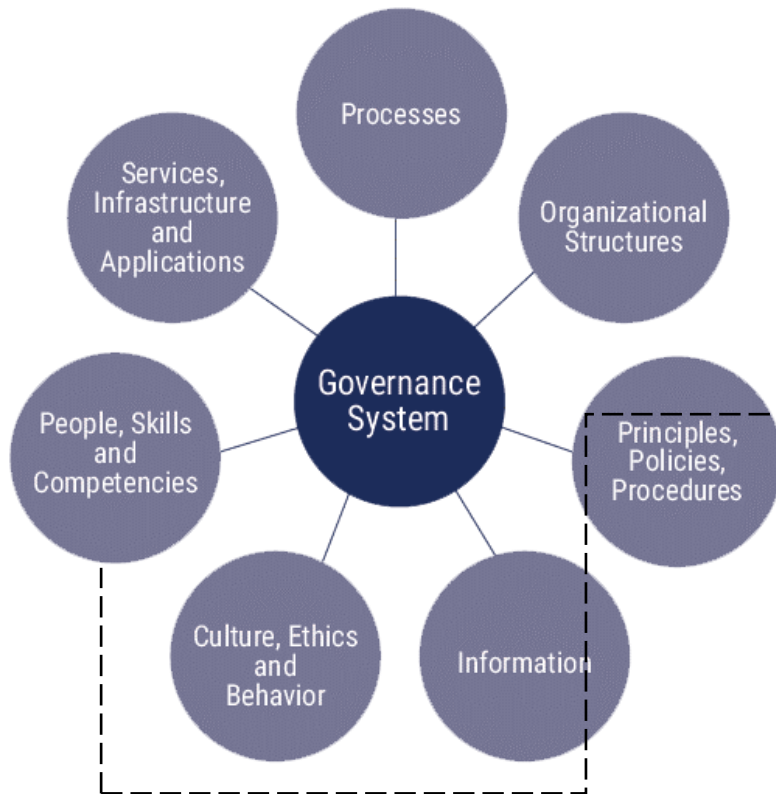 Processes
Services,
Infrastructure
and
Applications
Organizational
Structures
Governance
System
People, Skills
and
Competencies
Principles,
Policies,
Procedures
Culture, Ethics
and
Behavior
Information